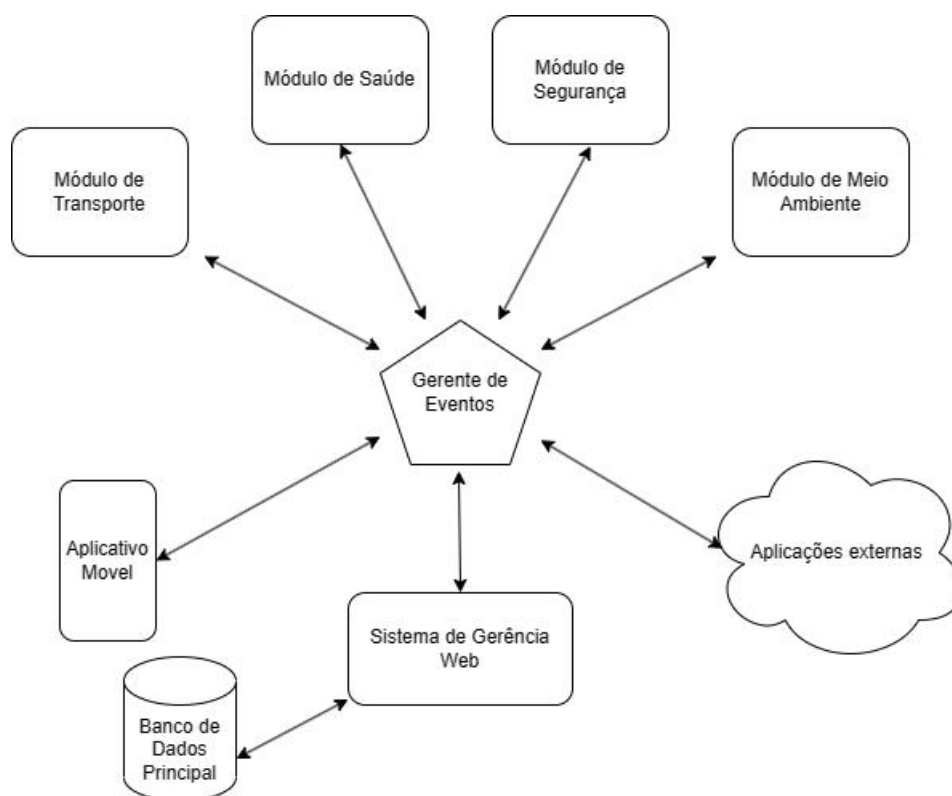 Módulo de Saúde
Módulo de
Segurança
Módulo de
Transporte
Módulo de Meio
Ambiente
Gerente de
Eventos
Aplicativo
Movel
Aplicações externas
Sistema de Gerência
Web
Banco de
Dados
Principal